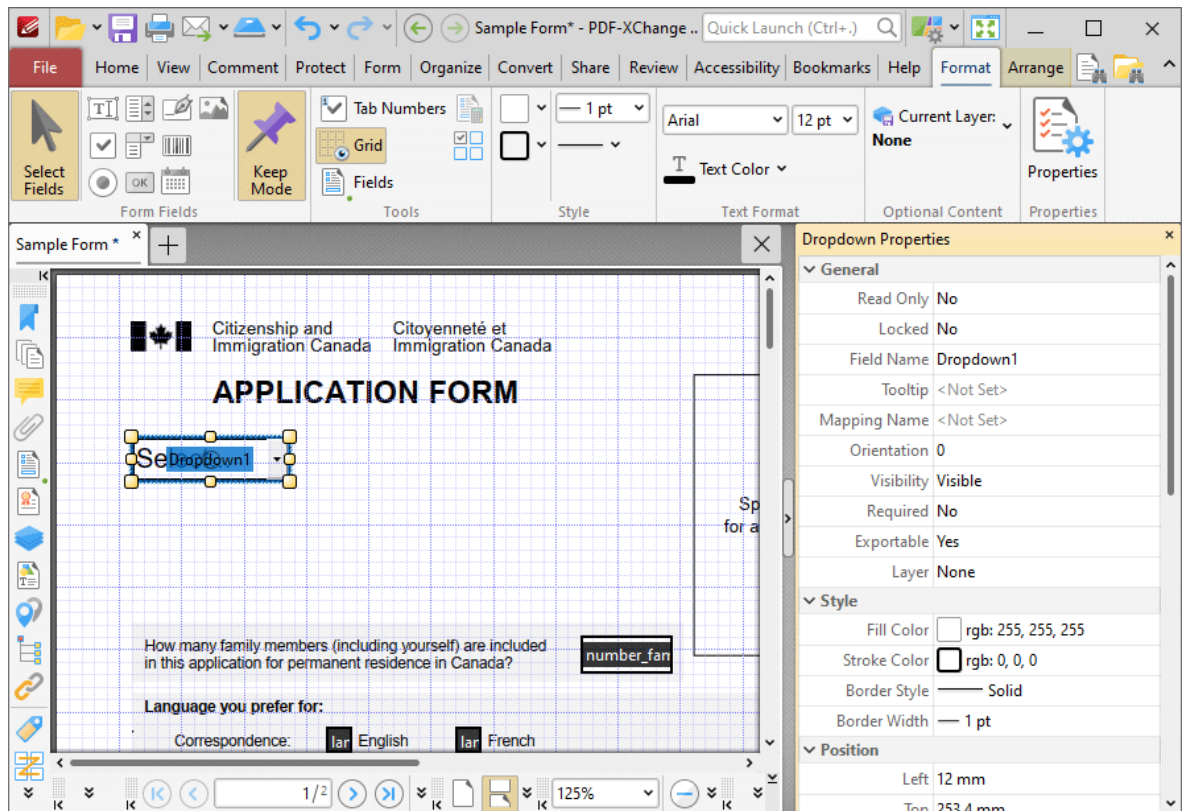 Sample Form* - PDF-XChange .. Quick Launch (Ctrl+.)
File Home View Comment Protect Form Organize Convert Share Review Accessibility Bookmarks Help Format Arrange
Select Fields
OK
Keep Mode
Form Fields
Tab Numbers
Grid
Fields
Tools
1 pt
Style
Arial 12 pt
T Text Color
Text Format
Current Layer:
None
Optional Content
Properties
Properties
Sample Form *
Citizenship and
Immigration Canada
Citoyenneté et
Immigration Canada
APPLICATION FORM
Dropdown1
Sp
for a
How many family members (including yourself) are included
in this application for permanent residence in Canada?
number_fam
Language you prefer for:
Correspondence: lar English lar French
1/2
125%
Dropdown Properties
General
Read Only No
Locked No
Field Name Dropdown1
Tooltip <Not Set>
Mapping Name <Not Set>
Orientation 0
Visibility Visible
Required No
Exportable Yes
Layer None
Style
Fill Color rgb: 255, 255, 255
Stroke Color rgb: 0, 0, 0
Border Style Solid
Border Width 1 pt
Position
Left 12 mm
Top 253.4 mm